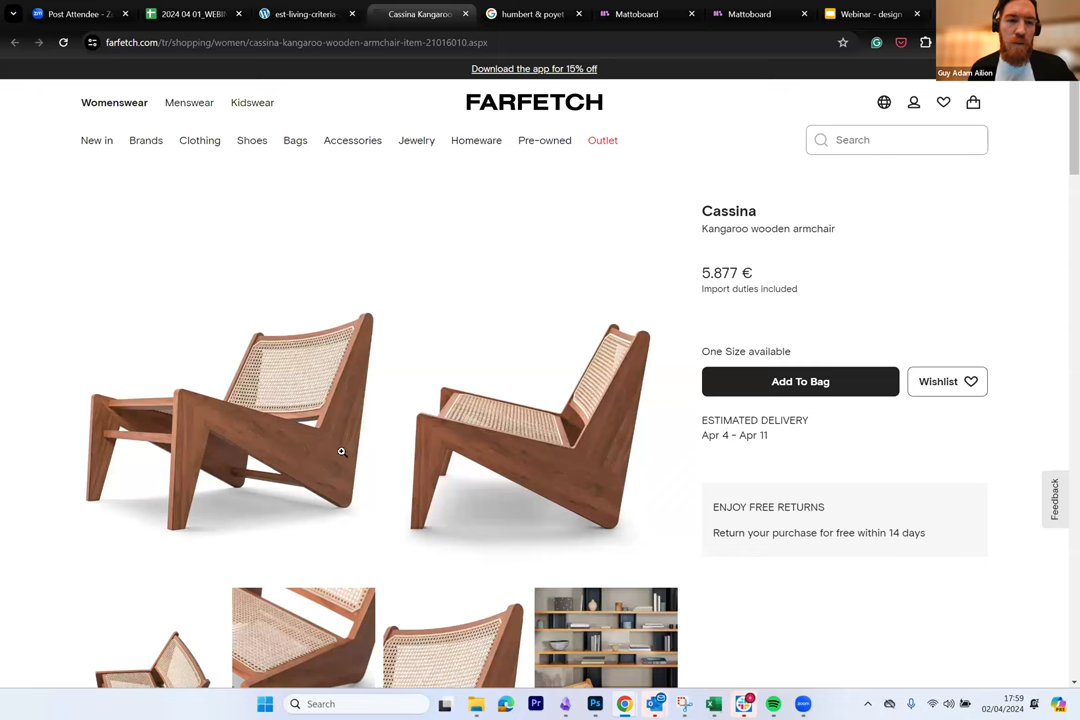 Post Attendee - Z
2024 04 01_WEBI
est-living-criteria-
Cassina Kangaroo
humbert & poyet
Mattoboard
Mattoboard
Webinar - design
farfetch.com/tr/shopping/women/cassina-kangaroo-wooden-armchair-item-21016010.aspx
Guy Adam Ailion
Download the app for 15% off
Womenswear Menswear Kidswear
FARFETCH
New in Brands Clothing Shoes Bags Accessories Jewelry Homeware Pre-owned Outlet
Search
Cassina
Kangaroo wooden armchair
5.877 €
Import duties included
One Size available
Add To Bag
Wishlist
ESTIMATED DELIVERY
Apr 4 – Apr 11
ENJOY FREE RETURNS
Return your purchase for free within 14 days
Feedback
Search
17:59
02/04/2024